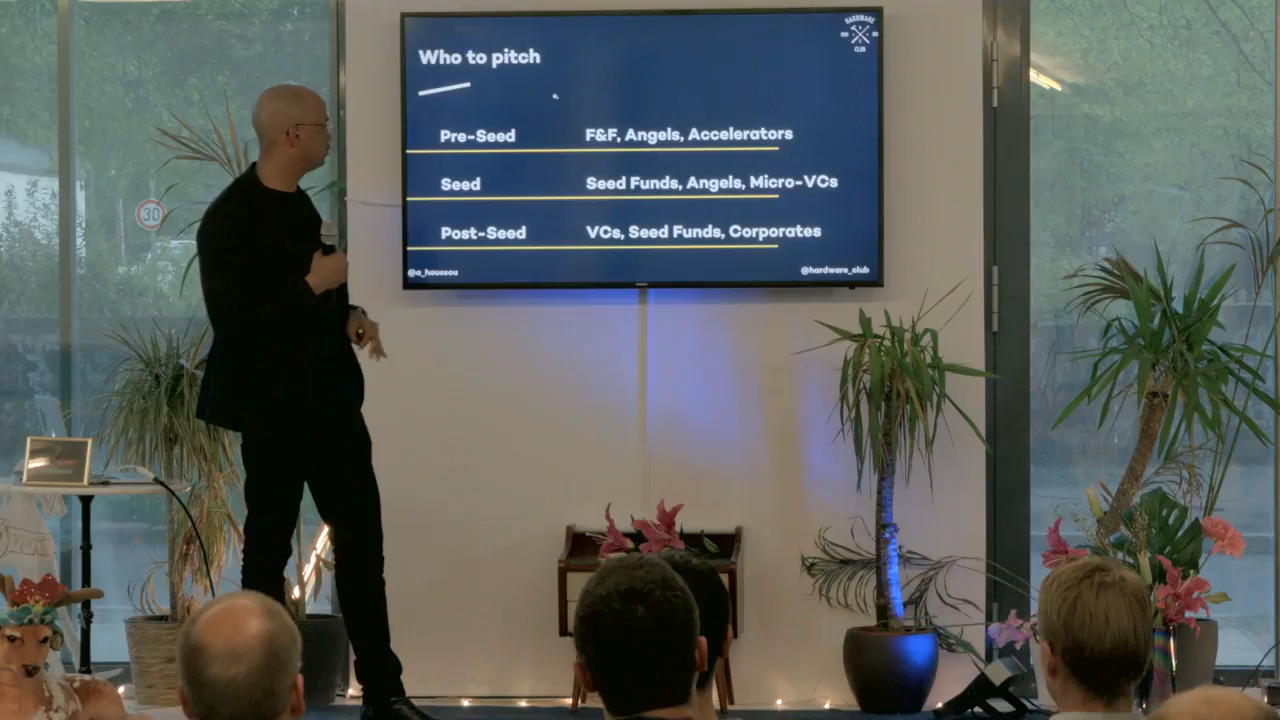 HARDWARE
CLUB
Who to pitch
Pre-Seed F&F, Angels, Accelerators
Seed Seed Funds, Angels, Micro-VCs
Post-Seed VCs, Seed Funds, Corporates
@a_houssou @hardware_club
30